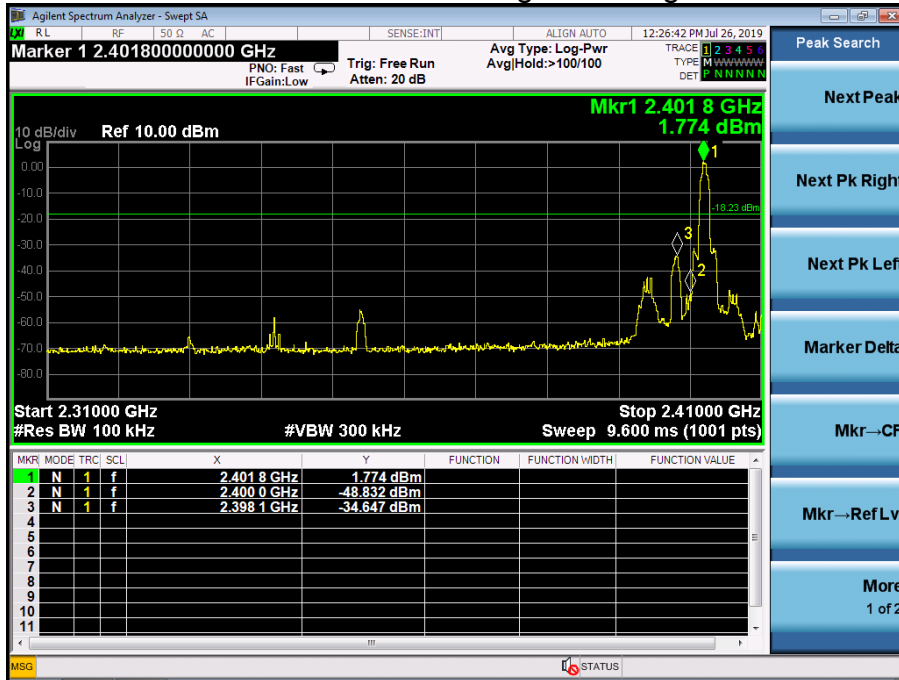 Agilent Spectrum Analyzer - Swept SA
LXI RL RF 50 Ω AC SENSE:INT ALIGN AUTO 12:26:42 PM Jul 26, 2019
Marker 1 2.401800000000 GHz
PNO: Fast
IFGain:Low
Trig: Free Run
Atten: 20 dB
Avg Type: Log-Pwr
Avg|Hold:>100/100
TRACE 1 2 3 4 5 6
TYPE M WWWWW
DET P N N N N N
Peak Search
Mkr1 2.401 8 GHz
1.774 dBm
10 dB/div Ref 10.00 dBm
Log
1
0.00
-10.0
-18.23 dBm
-20.0
3
-30.0
-40.0
2
-50.0
-60.0
-70.0
-80.0
Start 2.31000 GHz Stop 2.41000 GHz
#Res BW 100 kHz #VBW 300 kHz Sweep 9.600 ms (1001 pts)
MKR MODE TRC SCL X Y FUNCTION FUNCTION WIDTH FUNCTION VALUE
1 N 1 f 2.401 8 GHz 1.774 dBm
2 N 1 f 2.400 0 GHz -48.832 dBm
3 N 1 f 2.398 1 GHz -34.647 dBm
4
5
6
7
8
9
10
11
MSG STATUS
Next Peak
Next Pk Right
Next Pk Left
Marker Delta
Mkr→CF
Mkr→Ref Lv
More
1 of 2